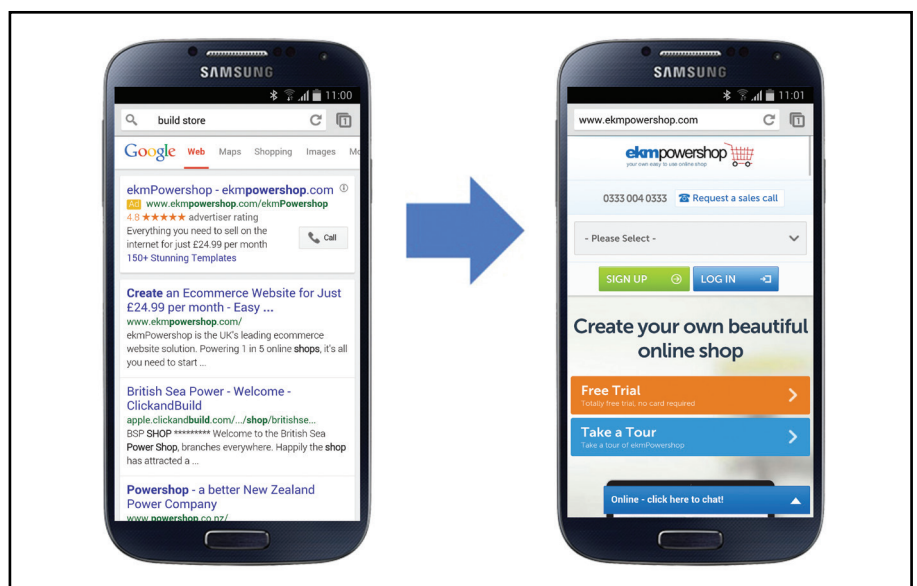 SAMSUNG
11:00
build store
1
Google Web Maps Shopping Images Mo
ekmPowershop - ekmpowershop.com
Ad www.ekmpowershop.com/ekmPowershop
4.8 ★★★★★ advertiser rating
Everything you need to sell on the
internet for just £24.99 per month
Call
150+ Stunning Templates
Create an Ecommerce Website for Just
£24.99 per month - Easy ...
www.ekmpowershop.com/
ekmPowershop is the UK's leading ecommerce
website solution. Powering 1 in 5 online shops, it's all
you need to start ...
British Sea Power - Welcome -
ClickandBuild
apple.clickandbuild.com/.../shop/britishse...
BSP SHOP ********* Welcome to the British Sea
Power Shop, branches everywhere. Happily the shop
has attracted a ...
Powershop - a better New Zealand
Power Company
www.powershop.co.nz/
SAMSUNG
11:01
www.ekmpowershop.com
1
ekmpowershop
your own easy to use online shop
0333 004 0333 Request a sales call
- Please Select -
SIGN UP LOG IN
Create your own beautiful
online shop
Free Trial
Totally free trial, no card required
Take a Tour
Take a tour of ekmPowershop
Online - click here to chat!